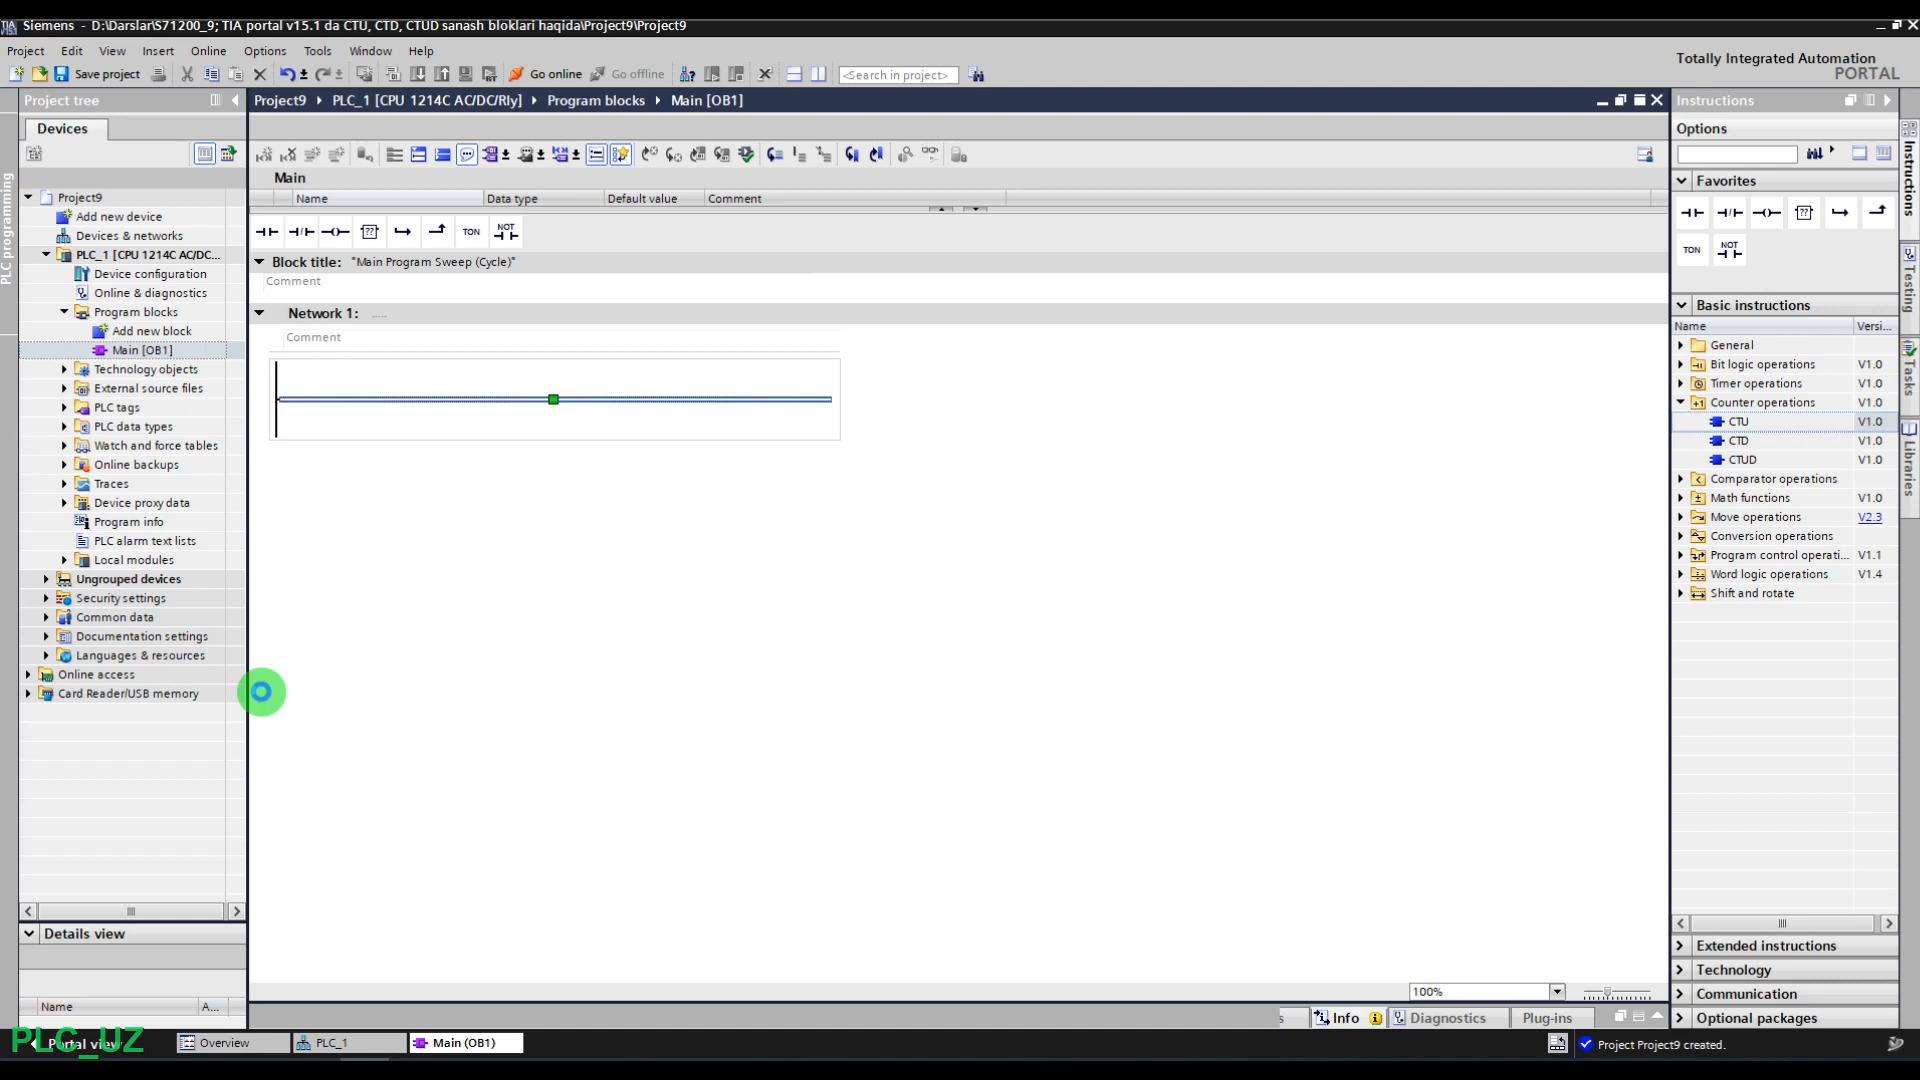 Siemens - D:\Darslar\S71200_9; TIA portal v15.1 da CTU, CTD, CTUD sanash bloklari haqida\Project9\Project9
Project Edit View Insert Online Options Tools Window Help
Totally Integrated Automation
PORTAL
Save project
Go online
Go offline
<Search in project>
Project tree
Project9 PLC_1 [CPU 1214C AC/DC/Rly] Program blocks Main [OB1]
Instructions
Devices
Options
PLC programming
Main
Name Data type Default value Comment
Favorites
TON
NOT
TON
NOT
Block title: "Main Program Sweep (Cycle)"
Comment
Network 1: .....
Comment
Project9
Add new device
Devices & networks
PLC_1 [CPU 1214C AC/DC...
Device configuration
Online & diagnostics
Program blocks
Add new block
Main [OB1]
Technology objects
External source files
PLC tags
PLC data types
Watch and force tables
Online backups
Traces
Device proxy data
Program info
PLC alarm text lists
Local modules
Ungrouped devices
Security settings
Common data
Documentation settings
Languages & resources
Online access
Card Reader/USB memory
Details view
Name A...
Basic instructions
Name Versi...
General
Bit logic operations V1.0
Timer operations V1.0
Counter operations V1.0
CTU V1.0
CTD V1.0
CTUD V1.0
Comparator operations
Math functions V1.0
Move operations V2.3
Conversion operations
Program control operati... V1.1
Word logic operations V1.4
Shift and rotate
Extended instructions
Technology
Communication
Optional packages
Instructions
Testing
Tasks
Libraries
100%
Info Diagnostics Plug-ins
PLC_UZ
Portal view Overview PLC_1 Main (OB1)
Project Project9 created.